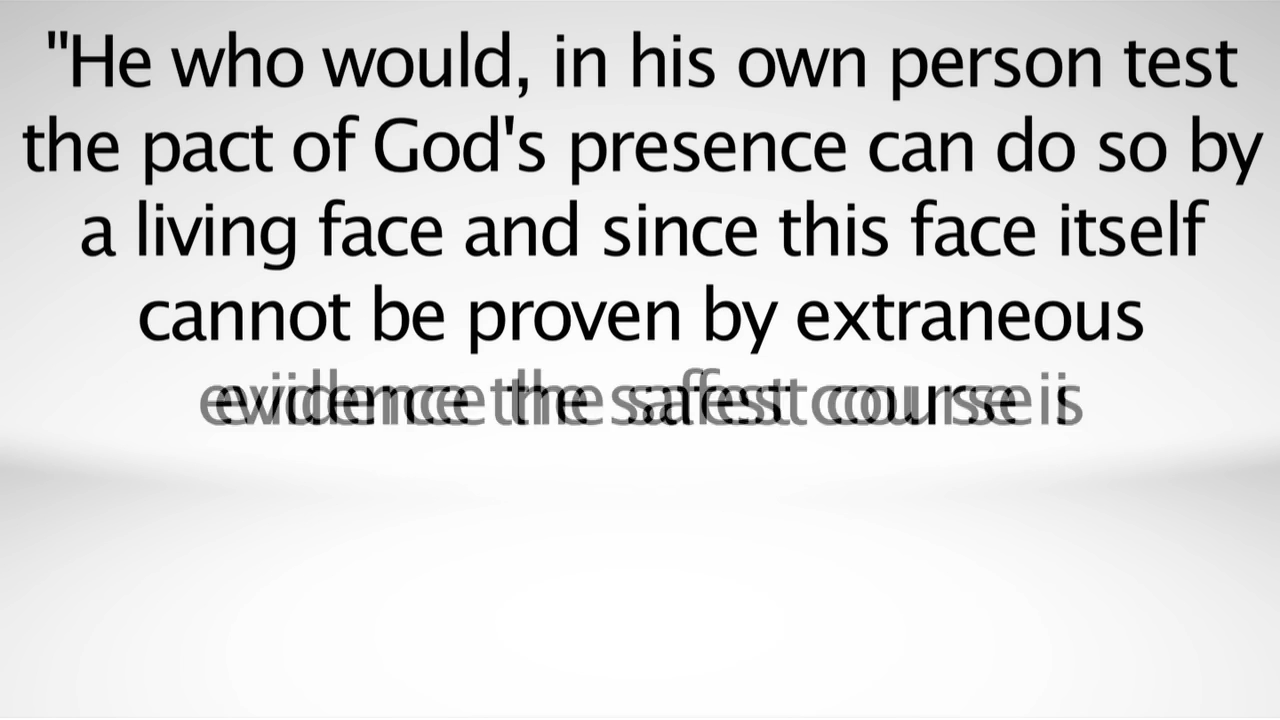 "He who would, in his own person test
the pact of God's presence can do so by
a living face and since this face itself
cannot be proven by extraneous
evidence the safest course is